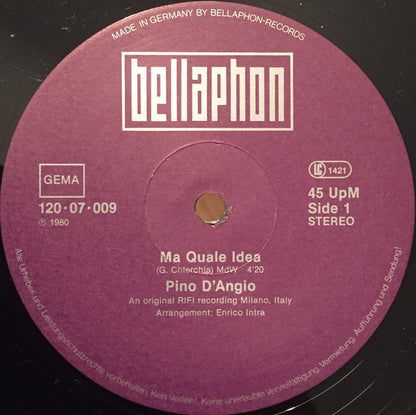 MADE IN GERMANY BY BELLAPHON-RECORDS
bellaphon
GEMA
LC 1421
120·07·009
45 UpM
℗ 1980
Side 1
STEREO
Ma Quale Idea
(G. Chierchia) MdW 4'20
Pino D'Angio
An original RIFI recording Milano, Italy
Arrangement: Enrico Intra
Alle Urheber und Leistungsschutzrechte vorbehalten. Kein Verleih! Keine unerlaubte Vervielfältigung, Vermietung, Aufführung und Sendung!